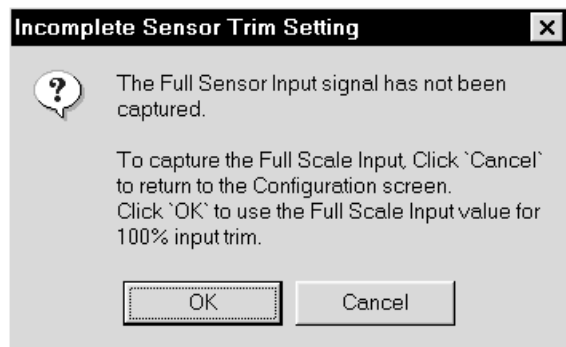 Incomplete Sensor Trim Setting
The Full Sensor Input signal has not been
captured.
To capture the Full Scale Input, Click `Cancel`
to return to the Configuration screen.
Click `OK` to use the Full Scale Input value for
100% input trim.
OK
Cancel